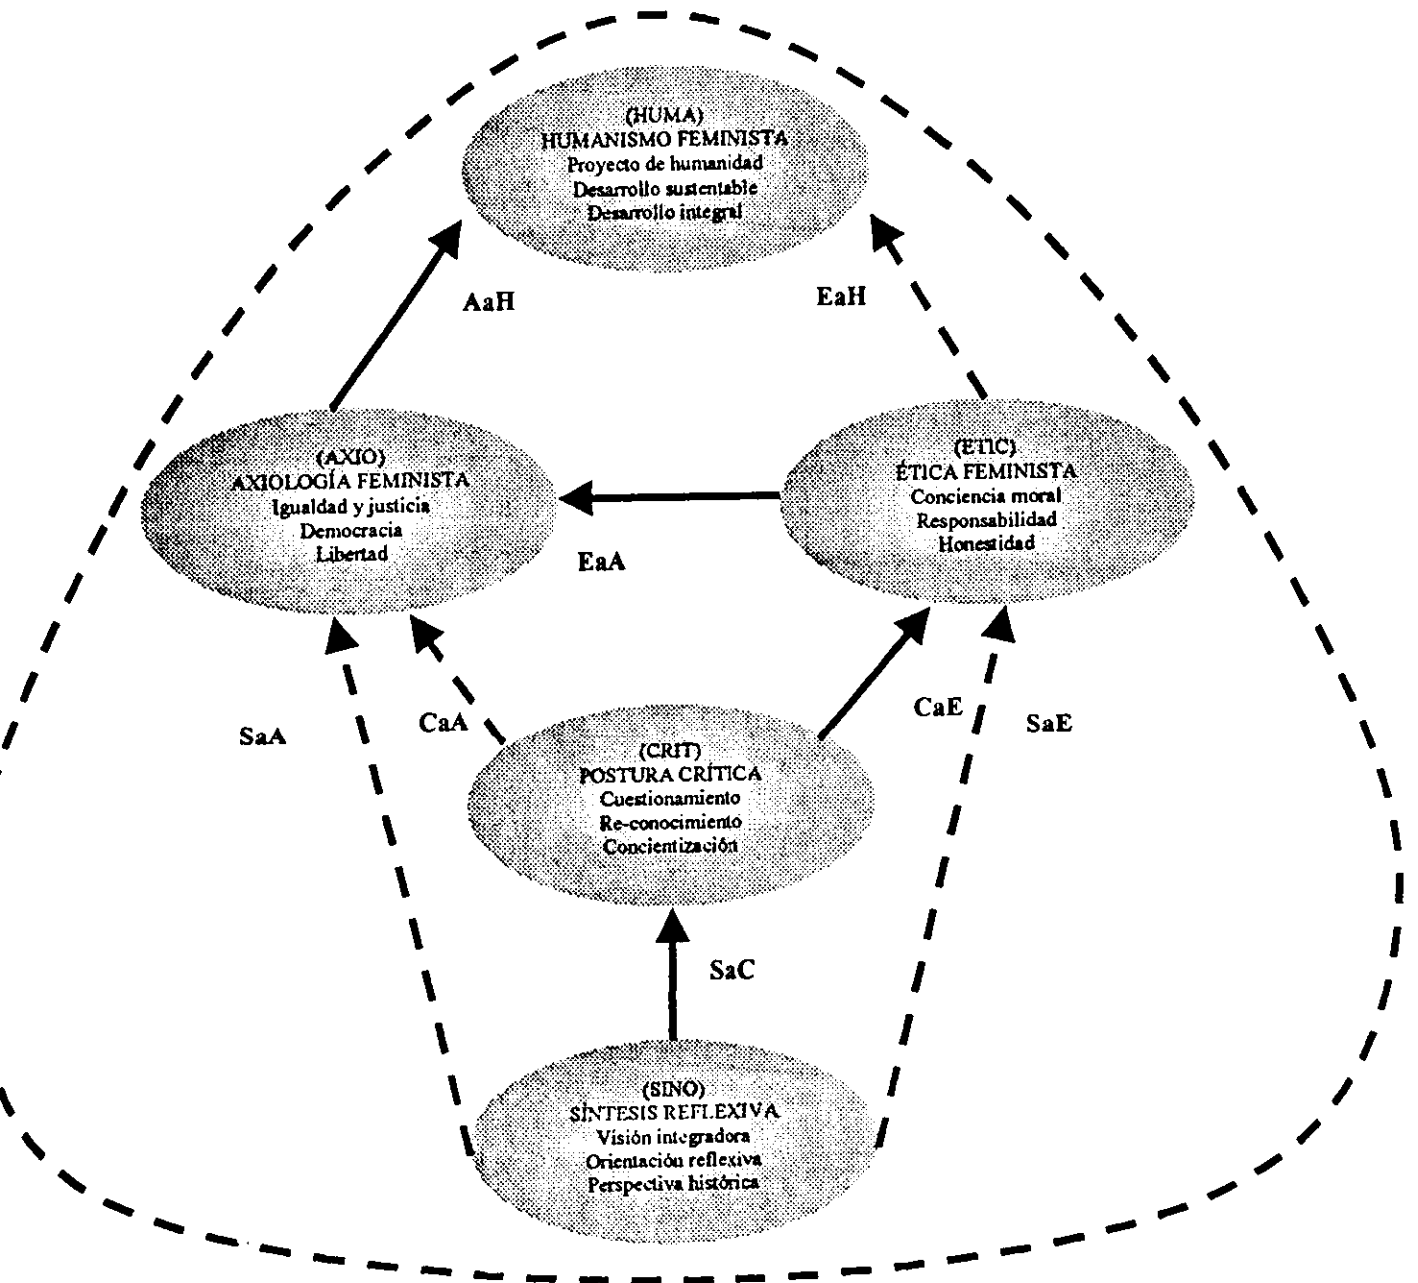 (HUMA)
HUMANISMO FEMINISTA
Proyecto de humanidad
Desarrollo sustentable
Desarrollo integral
AaH
EaH
(AXIO)
AXIOLOGÍA FEMINISTA
Igualdad y justicia
Democracia
Libertad
(ETIC)
ÉTICA FEMINISTA
Conciencia moral
Responsabilidad
Honestidad
EaA
SaA
CaA
CaE
SaE
(CRIT)
POSTURA CRÍTICA
Cuestionamiento
Re-conocimiento
Concientización
SaC
(SINO)
SÍNTESIS REFLEXIVA
Visión integradora
Orientación reflexiva
Perspectiva histórica